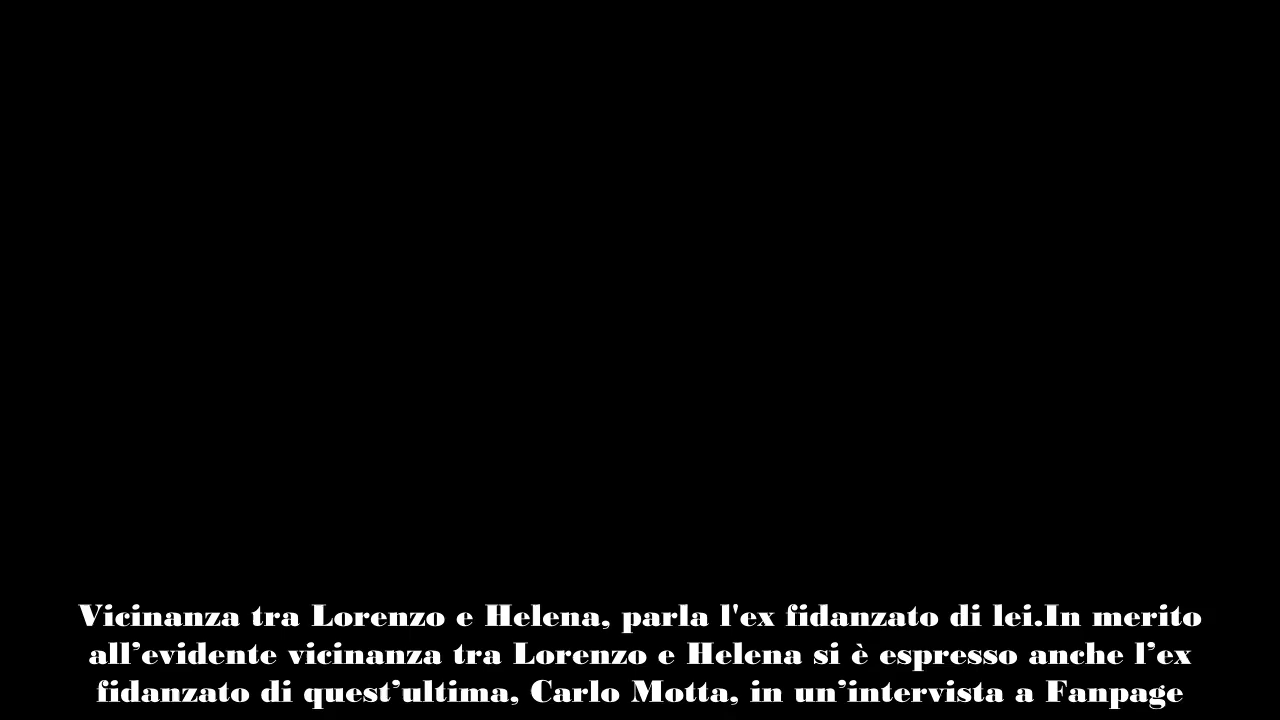 Vicinanza tra Lorenzo e Helena, parla l'ex fidanzato di lei.In merito
all’evidente vicinanza tra Lorenzo e Helena si è espresso anche l’ex
fidanzato di quest’ultima, Carlo Motta, in un’intervista a Fanpage